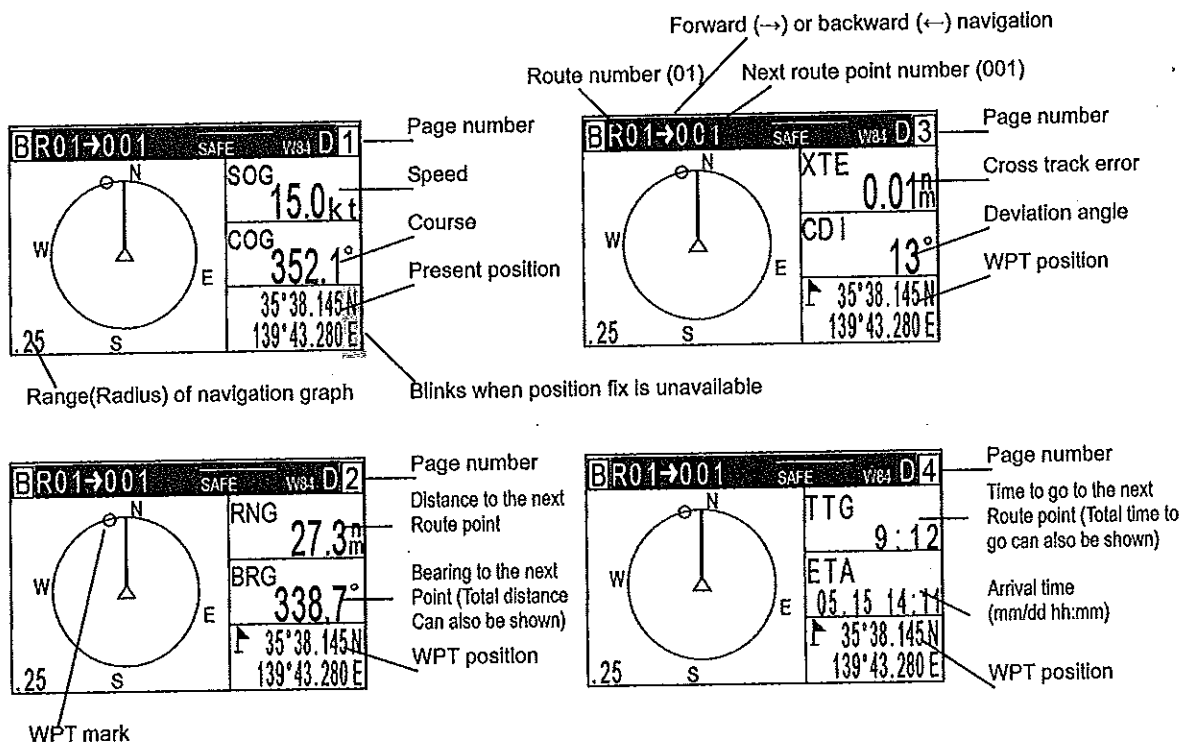 Forward (→) or backward (←) navigation
Route number (01)
Next route point number (001)
B R01→001 SAFE W84 D 1
N
W
E
S
.25
SOG
15.0kt
COG
352.1°
35°38.145N
139°43.280E
Page number
Speed
Course
Present position
Range(Radius) of navigation graph
Blinks when position fix is unavailable
B R01→001 SAFE W84 D 3
N
W
E
S
.25
XTE
0.01nm
CDI
13°
35°38.145N
139°43.280E
Page number
Cross track error
Deviation angle
WPT position
B R01→001 SAFE W84 D 2
N
W
E
S
.25
RNG
27.3nm
BRG
338.7°
35°38.145N
139°43.280E
Page number
Distance to the next
Route point
Bearing to the next
Point (Total distance
Can also be shown)
WPT position
WPT mark
B R01→001 SAFE W84 D 4
N
W
E
S
.25
TTG
9:12
ETA
05.15 14:11
35°38.145N
139°43.280E
Page number
Time to go to the next
Route point (Total time to
go can also be shown)
Arrival time
(mm/dd hh:mm)
WPT position